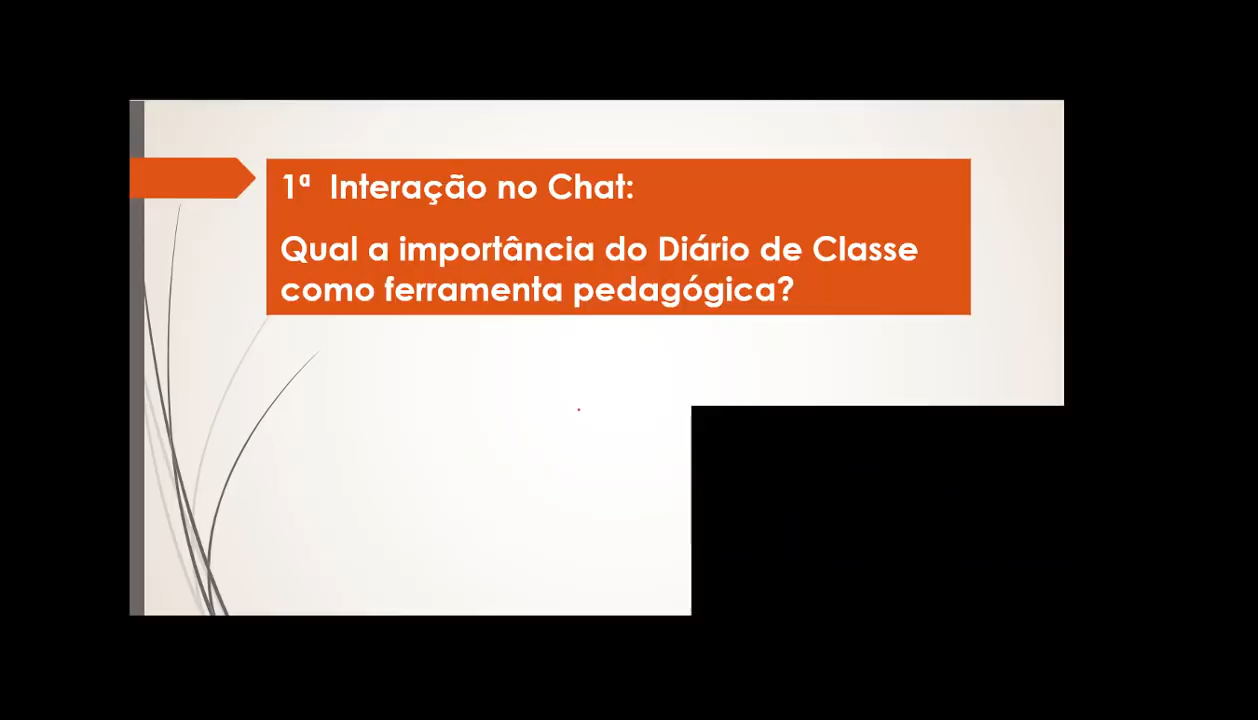 1ª Interação no Chat:
Qual a importância do Diário de Classe
como ferramenta pedagógica?